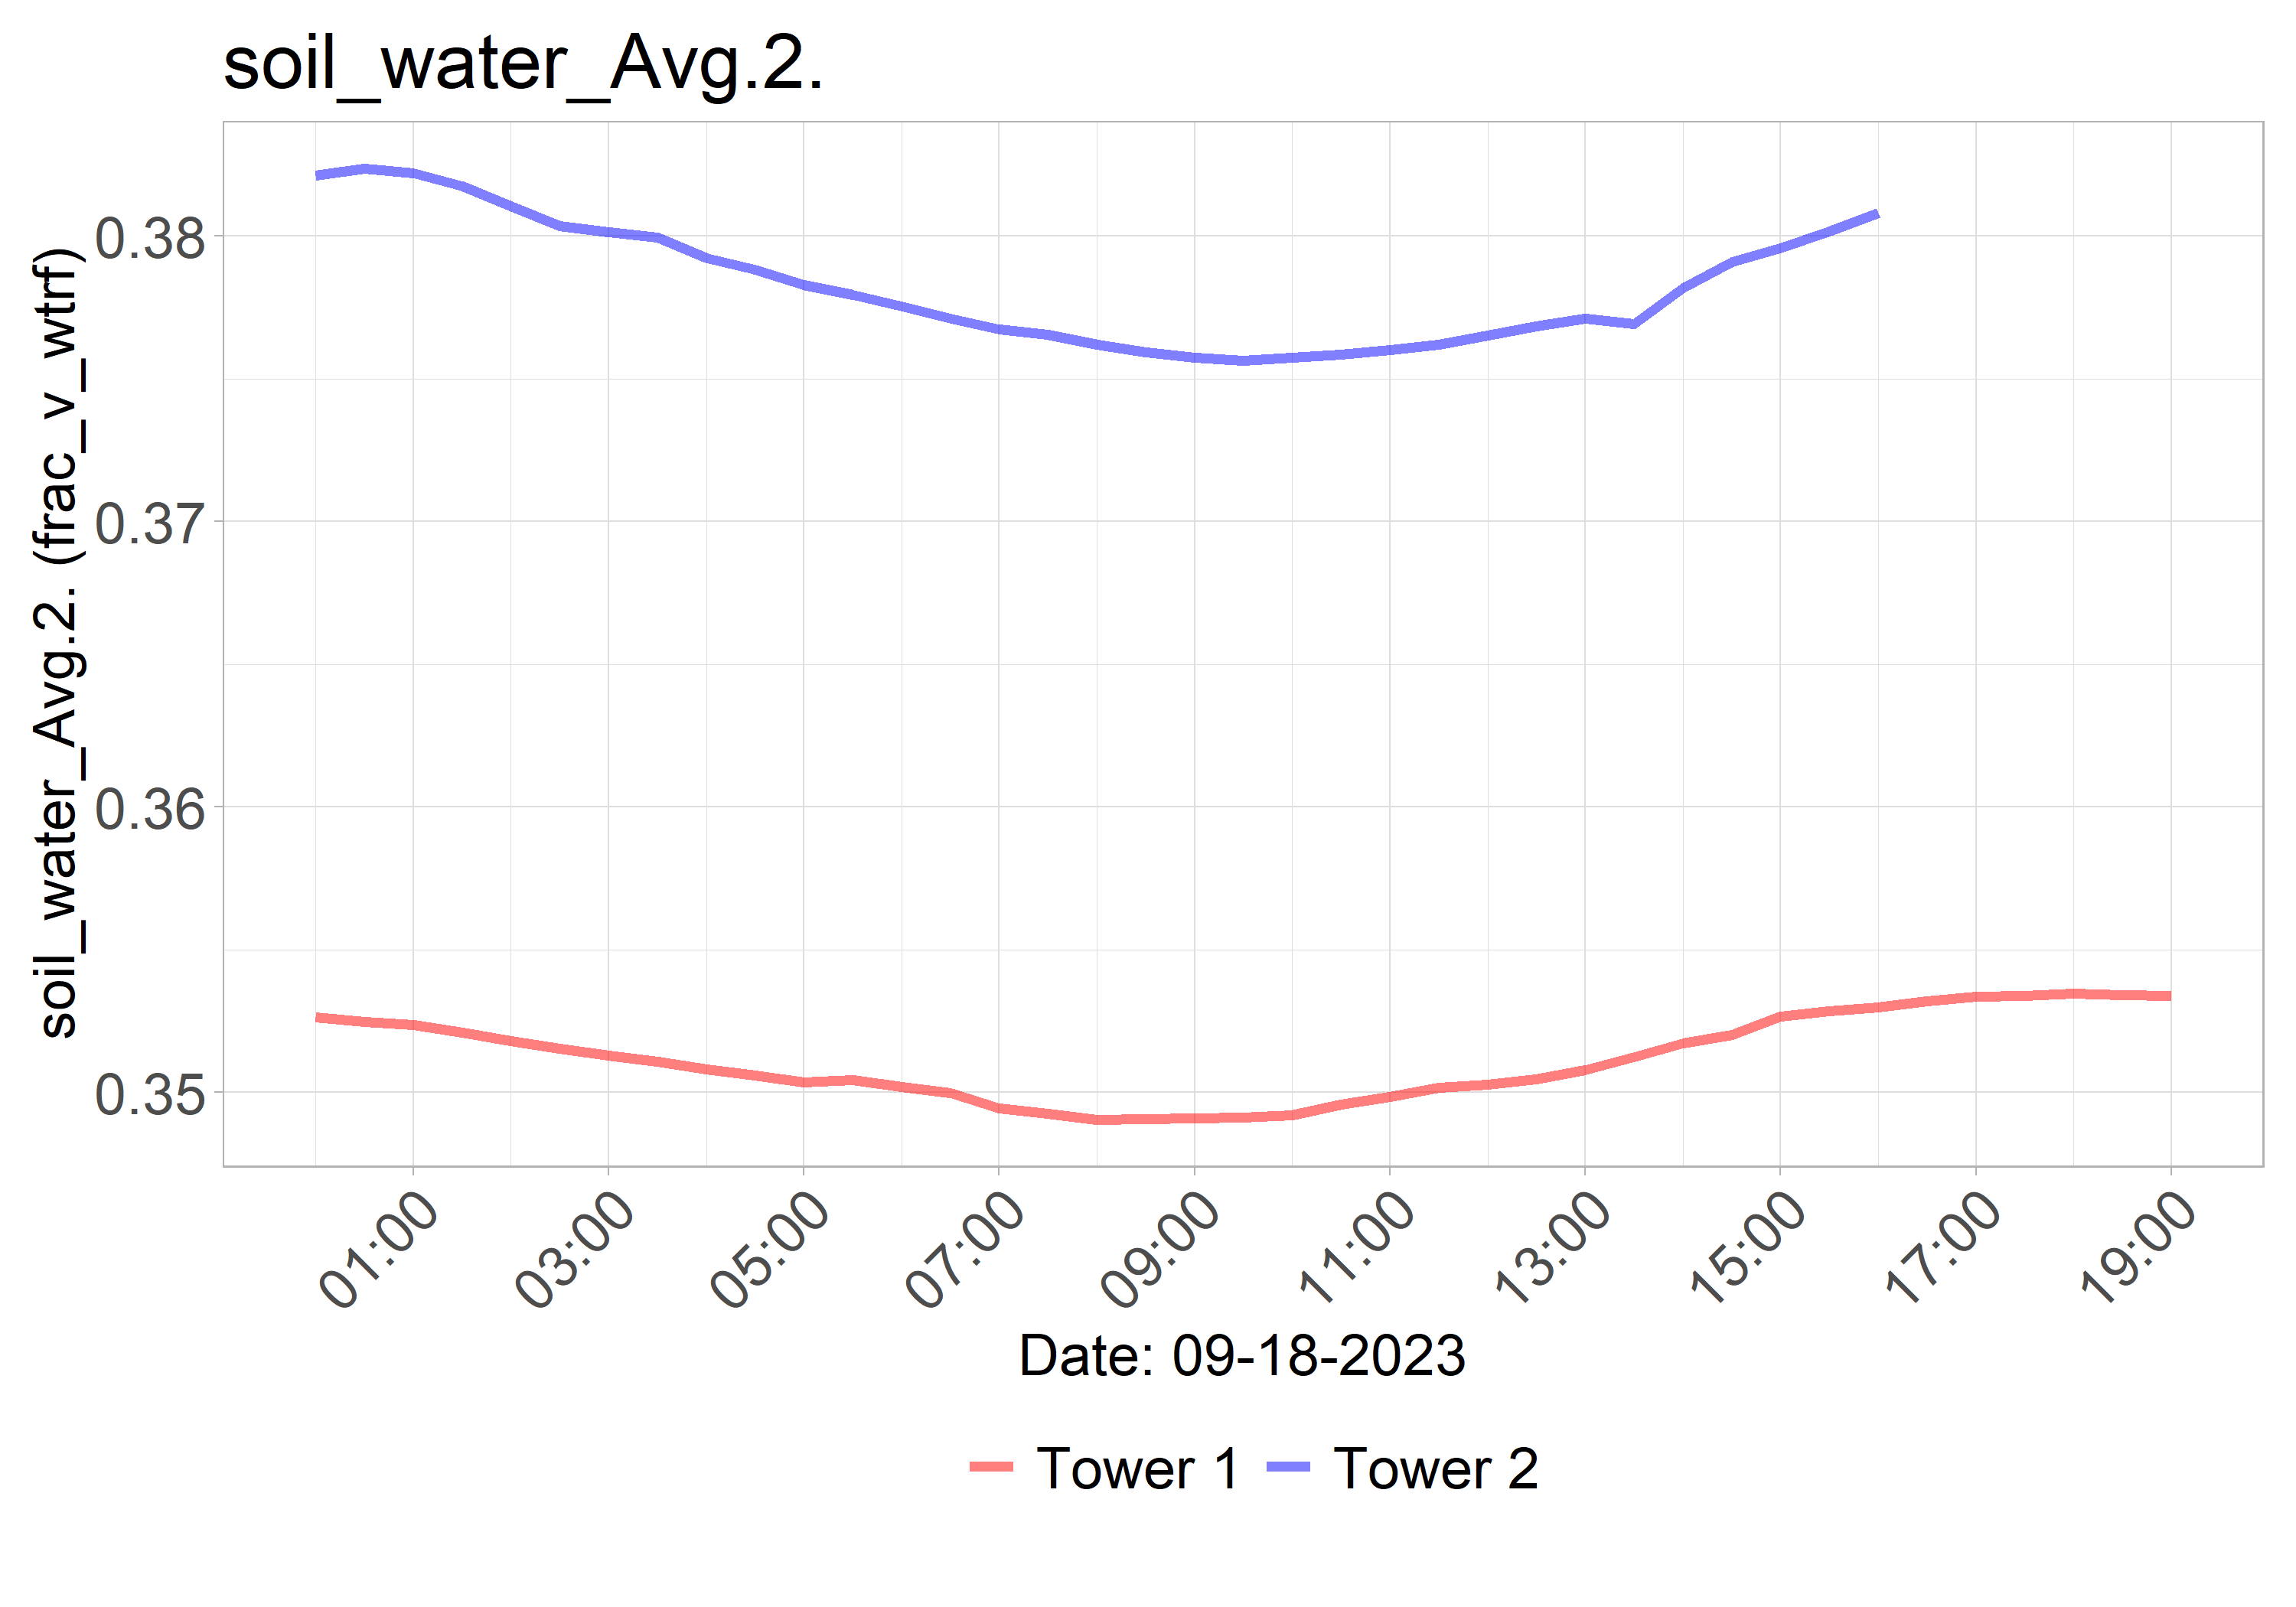 soil_water_Avg.2.
soil_water_Avg.2. (frac_v_wtrf)
0.38
0.37
0.36
0.35
01:00
03:00
05:00
07:00
09:00
11:00
13:00
15:00
17:00
19:00
Date: 09-18-2023
Tower 1
Tower 2